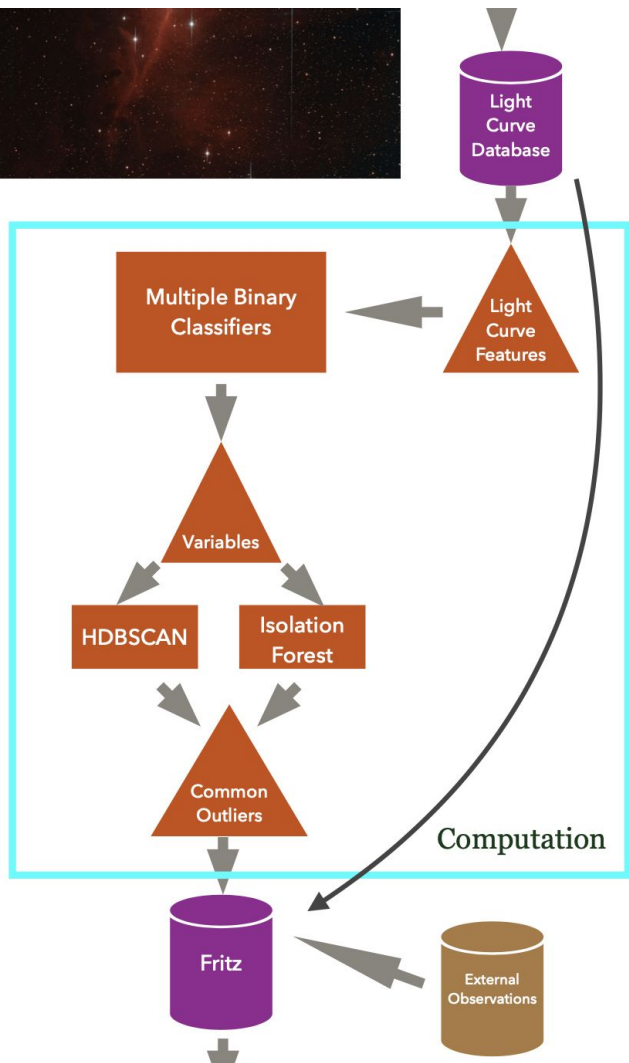 Light
Curve
Database
Multiple Binary
Classifiers
Light
Curve
Features
Variables
HDBSCAN
Isolation
Forest
Common
Outliers
Computation
Fritz
External
Observations